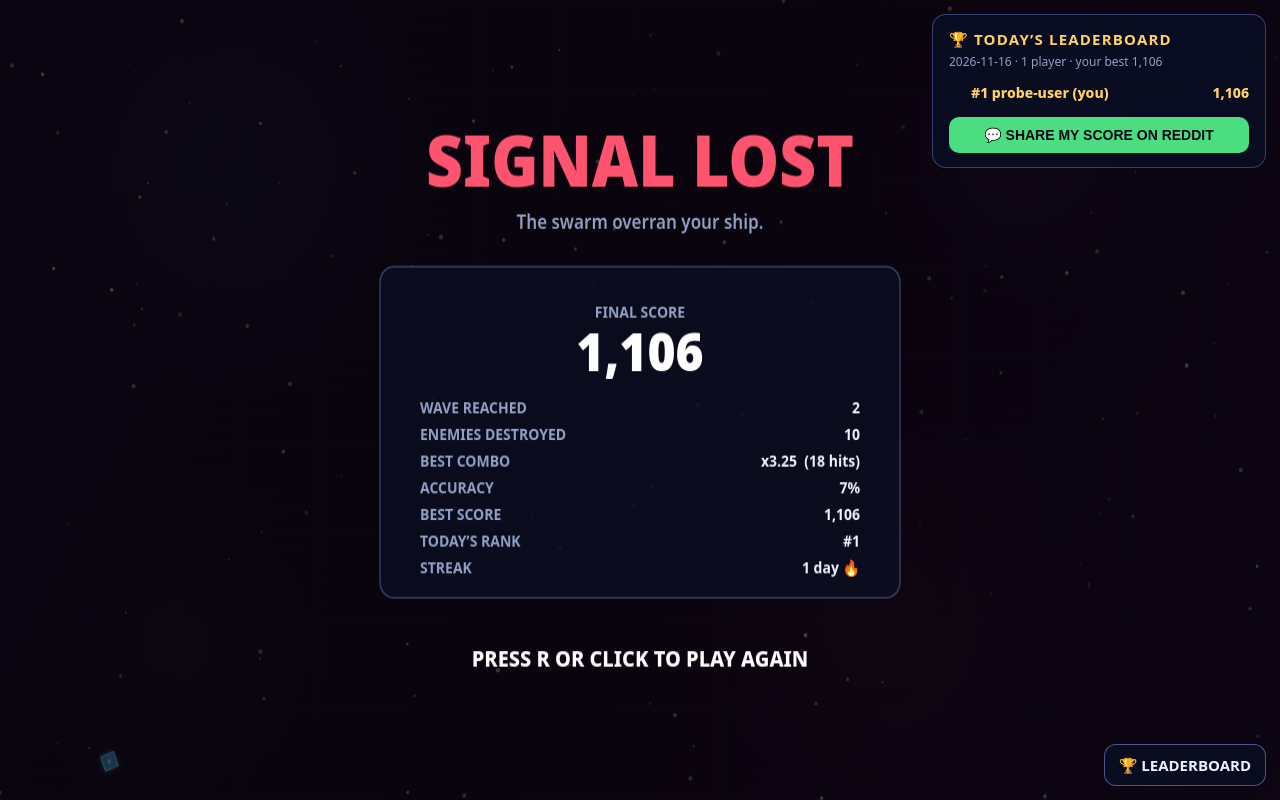 🏆 TODAY'S LEADERBOARD
2026-11-16 · 1 player · your best 1,106
#1 probe-user (you) 1,106
💬 SHARE MY SCORE ON REDDIT
SIGNAL LOST
The swarm overran your ship.
FINAL SCORE
1,106
WAVE REACHED 2
ENEMIES DESTROYED 10
BEST COMBO x3.25 (18 hits)
ACCURACY 7%
BEST SCORE 1,106
TODAY'S RANK #1
STREAK 1 day 🔥
PRESS R OR CLICK TO PLAY AGAIN
🏆 LEADERBOARD